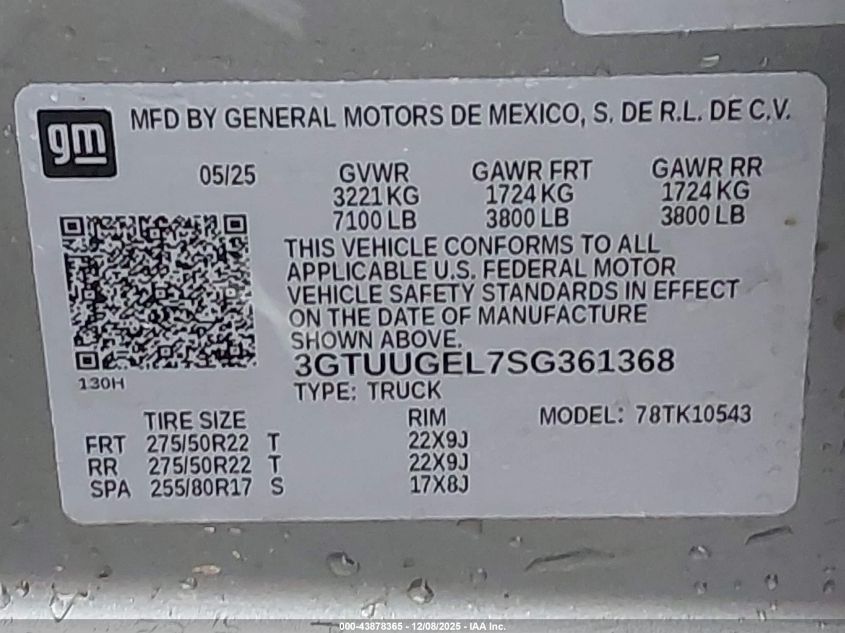 gm
MFD BY GENERAL MOTORS DE MEXICO, S. DE R.L. DE C.V.
05/25 GVWR GAWR FRT GAWR RR
3221 KG 1724 KG 1724 KG
7100 LB 3800 LB 3800 LB
THIS VEHICLE CONFORMS TO ALL
APPLICABLE U.S. FEDERAL MOTOR
VEHICLE SAFETY STANDARDS IN EFFECT
ON THE DATE OF MANUFACTURE
SHOWN ABOVE.
3GTUUGEL7SG361368
130H
TYPE: TRUCK
TIRE SIZE RIM MODEL: 78TK10543
FRT 275/50R22 T 22X9J
RR 275/50R22 T 22X9J
SPA 255/80R17 S 17X8J
000-43878365 - 12/08/2025 - IAA Inc.